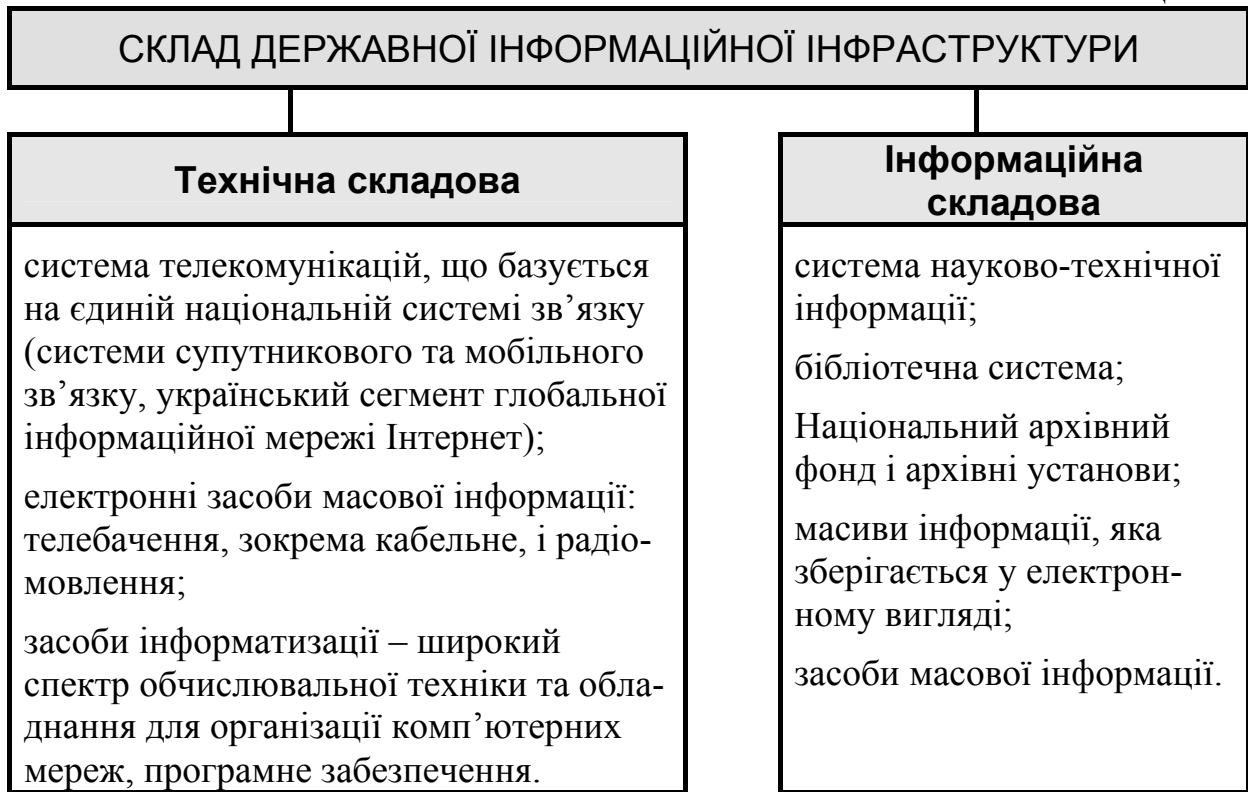 СКЛАД ДЕРЖАВНОЇ ІНФОРМАЦІЙНОЇ ІНФРАСТРУКТУРИ
Технічна складова
система телекомунікацій, що базується
на єдиній національній системі зв’язку
(системи супутникового та мобільного
зв’язку, український сегмент глобальної
інформаційної мережі Інтернет);
електронні засоби масової інформації:
телебачення, зокрема кабельне, і радіо-
мовлення;
засоби інформатизації – широкий
спектр обчислювальної техніки та обла-
днання для організації комп’ютерних
мереж, програмне забезпечення.
Інформаційна
складова
система науково-технічної
інформації;
бібліотечна система;
Національний архівний
фонд і архівні установи;
масиви інформації, яка
зберігається у електрон-
ному вигляді;
засоби масової інформації.